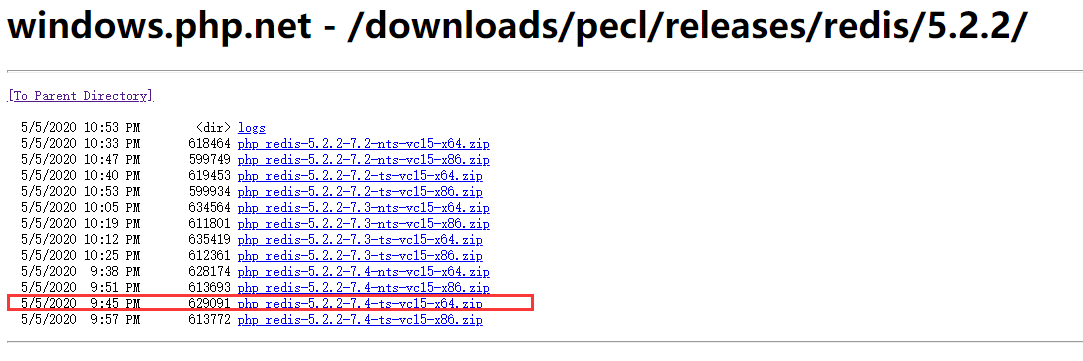 windows.php.net - /downloads/pecl/releases/redis/5.2.2/
[To Parent Directory]
5/5/2020 10:53 PM <dir> logs
5/5/2020 10:33 PM 618464 php_redis-5.2.2-7.2-nts-vc15-x64.zip
5/5/2020 10:47 PM 599749 php_redis-5.2.2-7.2-nts-vc15-x86.zip
5/5/2020 10:40 PM 619453 php_redis-5.2.2-7.2-ts-vc15-x64.zip
5/5/2020 10:53 PM 599934 php_redis-5.2.2-7.2-ts-vc15-x86.zip
5/5/2020 10:05 PM 634564 php_redis-5.2.2-7.3-nts-vc15-x64.zip
5/5/2020 10:19 PM 611801 php_redis-5.2.2-7.3-nts-vc15-x86.zip
5/5/2020 10:12 PM 635419 php_redis-5.2.2-7.3-ts-vc15-x64.zip
5/5/2020 10:25 PM 612361 php_redis-5.2.2-7.3-ts-vc15-x86.zip
5/5/2020 9:38 PM 628174 php_redis-5.2.2-7.4-nts-vc15-x64.zip
5/5/2020 9:51 PM 613693 php_redis-5.2.2-7.4-nts-vc15-x86.zip
5/5/2020 9:45 PM 629091 php_redis-5.2.2-7.4-ts-vc15-x64.zip
5/5/2020 9:57 PM 613772 php_redis-5.2.2-7.4-ts-vc15-x86.zip